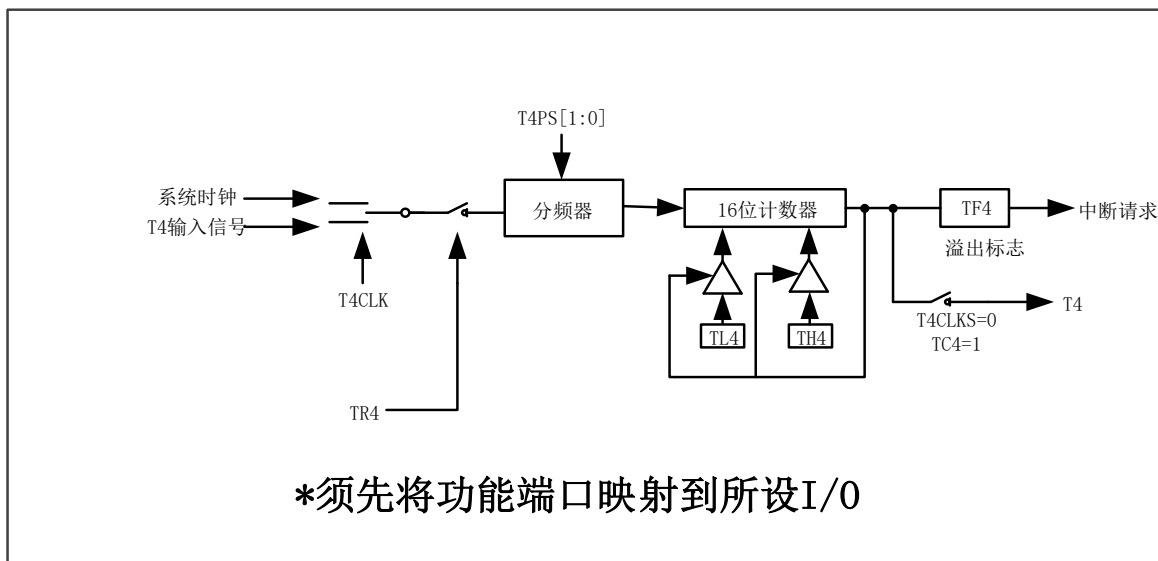 T4PS[1:0]
系统时钟
T4输入信号
分频器
16位计数器
TF4
中断请求
溢出标志
T4CLK
TL4
TH4
T4
T4CLKS=0
TC4=1
TR4
*须先将功能端口映射到所设I/O